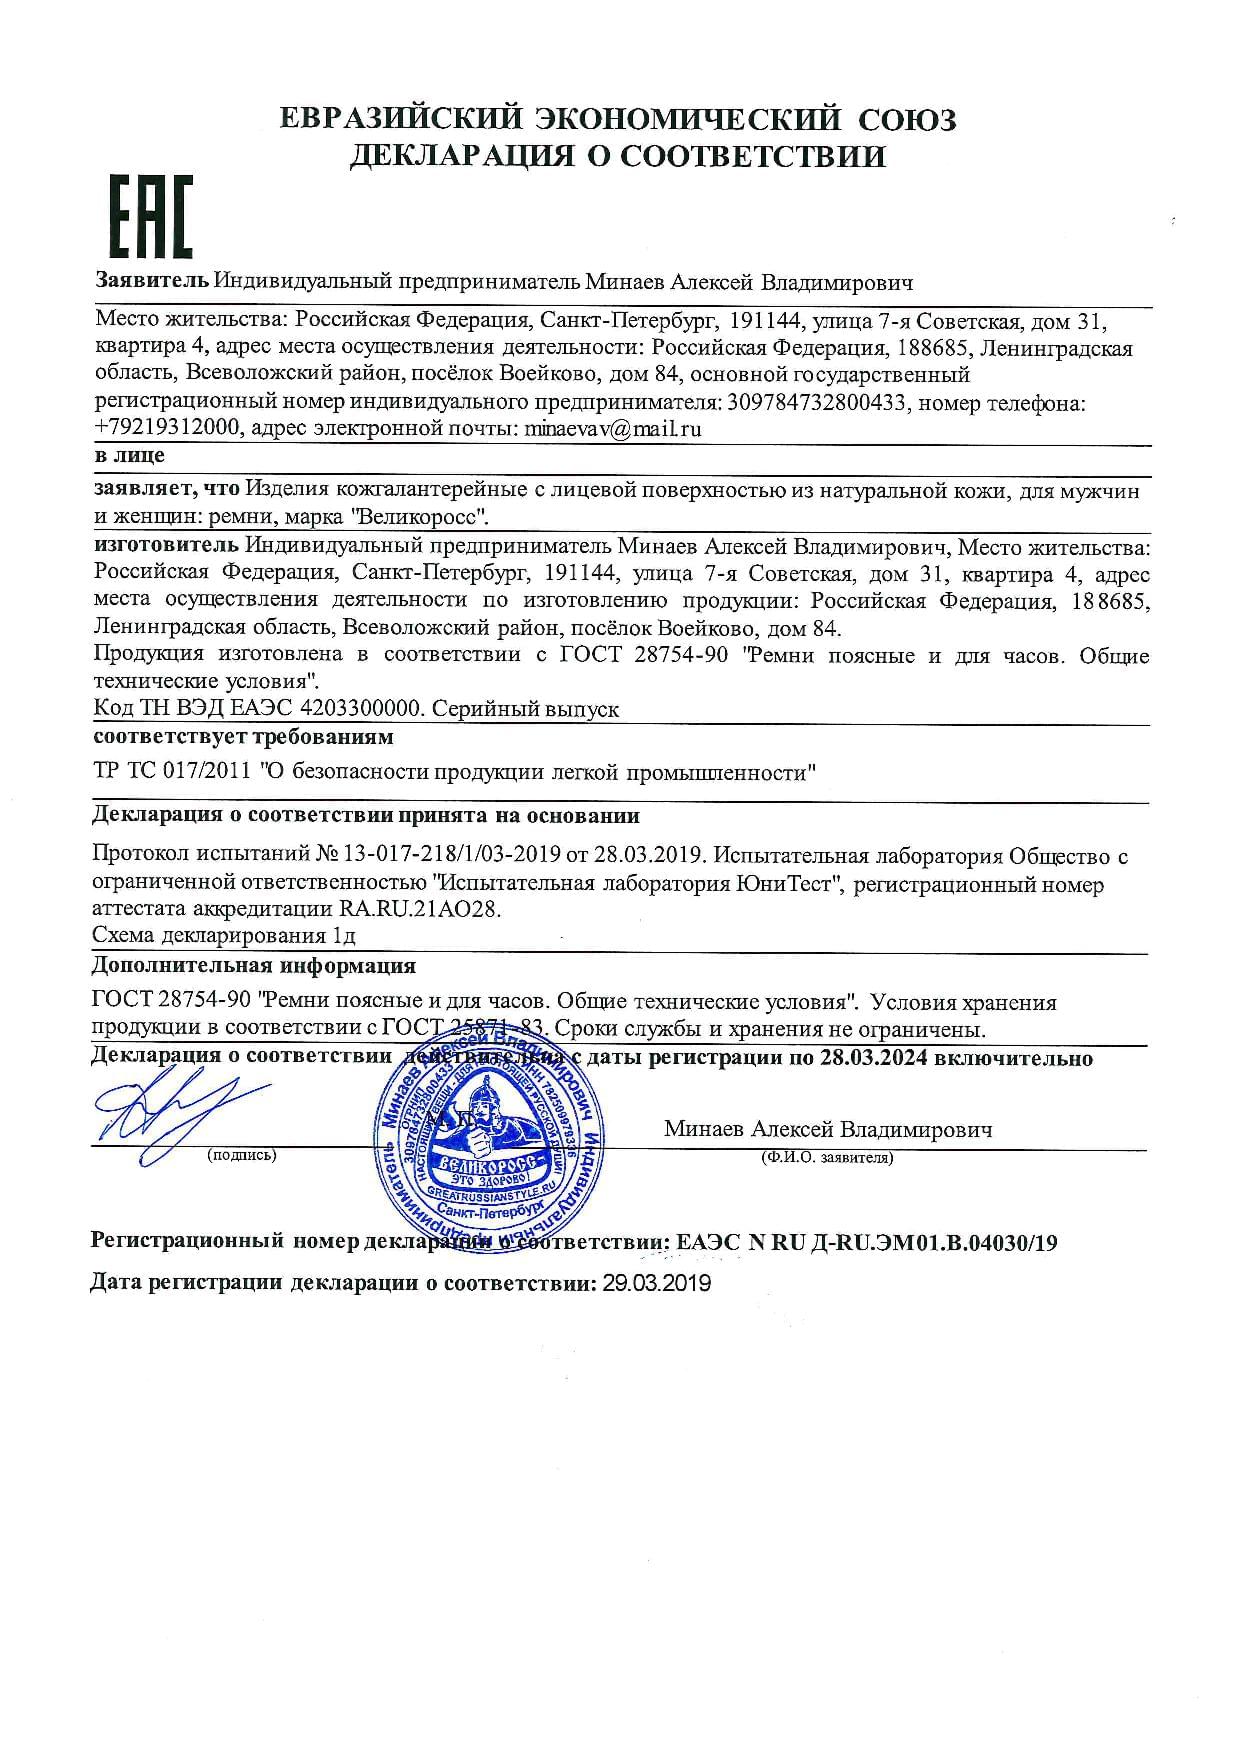 ЕВРАЗИЙСКИЙ ЭКОНОМИЧЕСКИЙ СОЮЗ
ДЕКЛАРАЦИЯ О СООТВЕТСТВИИ
ЕАС
Заявитель Индивидуальный предприниматель Минаев Алексей Владимирович
Место жительства: Российская Федерация, Санкт-Петербург, 191144, улица 7-я Советская, дом 31,
квартира 4, адрес места осуществления деятельности: Российская Федерация, 188685, Ленинградская
область, Всеволожский район, посёлок Воейково, дом 84, основной государственный
регистрационный номер индивидуального предпринимателя: 309784732800433, номер телефона:
+79219312000, адрес электронной почты: minaevav@mail.ru
в лице
заявляет, что Изделия кожгалантерейные с лицевой поверхностью из натуральной кожи, для мужчин
и женщин: ремни, марка "Великоросс".
изготовитель Индивидуальный предприниматель Минаев Алексей Владимирович, Место жительства:
Российская Федерация, Санкт-Петербург, 191144, улица 7-я Советская, дом 31, квартира 4, адрес
места осуществления деятельности по изготовлению продукции: Российская Федерация, 188685,
Ленинградская область, Всеволожский район, посёлок Воейково, дом 84.
Продукция изготовлена в соответствии с ГОСТ 28754-90 "Ремни поясные и для часов. Общие
технические условия".
Код ТН ВЭД ЕАЭС 4203300000. Серийный выпуск
соответствует требованиям
ТР ТС 017/2011 "О безопасности продукции легкой промышленности"
Декларация о соответствии принята на основании
Протокол испытаний № 13-017-218/1/03-2019 от 28.03.2019. Испытательная лаборатория Общество с
ограниченной ответственностью "Испытательная лаборатория ЮниТест", регистрационный номер
аттестата аккредитации RA.RU.21АО28.
Схема декларирования 1д
Дополнительная информация
ГОСТ 28754-90 "Ремни поясные и для часов. Общие технические условия". Условия хранения
продукции в соответствии с ГОСТ 25871-83. Сроки службы и хранения не ограничены.
Декларация о соответствии действительна с даты регистрации по 28.03.2024 включительно
М.П.
Минаев Алексей Владимирович
(подпись)
(Ф.И.О. заявителя)
Индивидуальный предприниматель Минаев Алексей Владимирович
ОГРНИП 309784732800433
НАСТОЯЩИЕ ВЕЩИ - ДЛЯ НАСТОЯЩЕЙ РУССКОЙ ДУШИ
ВЕЛИКОРОСС
ЭТО ЗДОРОВО!
GREATRUSSIANSTYLE.RU
Санкт-Петербург
Регистрационный номер декларации о соответствии: ЕАЭС N RU Д-RU.ЭМ01.В.04030/19
Дата регистрации декларации о соответствии: 29.03.2019